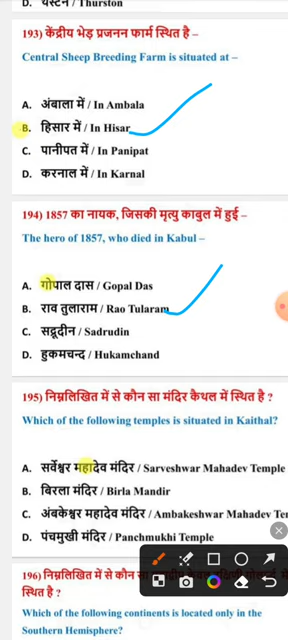 D. थर्स्टन / Thurston
193) केंद्रीय भेड़ प्रजनन फार्म स्थित है –
Central Sheep Breeding Farm is situated at –
A. अंबाला में / In Ambala
B. हिसार में / In Hisar
C. पानीपत में / In Panipat
D. करनाल में / In Karnal
194) 1857 का नायक, जिसकी मृत्यु काबुल में हुई –
The hero of 1857, who died in Kabul –
A. गोपाल दास / Gopal Das
B. राव तुलाराम / Rao Tularam
C. सद्रूदीन / Sadrudin
D. हुकमचन्द / Hukamchand
195) निम्नलिखित में से कौन सा मंदिर कैथल में स्थित है ?
Which of the following temples is situated in Kaithal?
A. सर्वेश्वर महादेव मंदिर / Sarveshwar Mahadev Temple
B. बिरला मंदिर / Birla Mandir
C. अंबकेश्वर महादेव मंदिर / Ambakeshwar Mahadev Te
D. पंचमुखी मंदिर / Panchmukhi Temple
196) निम्नलिखित में से कौन सा
स्थित है ?
Which of the following continents is located only in the
Southern Hemisphere?